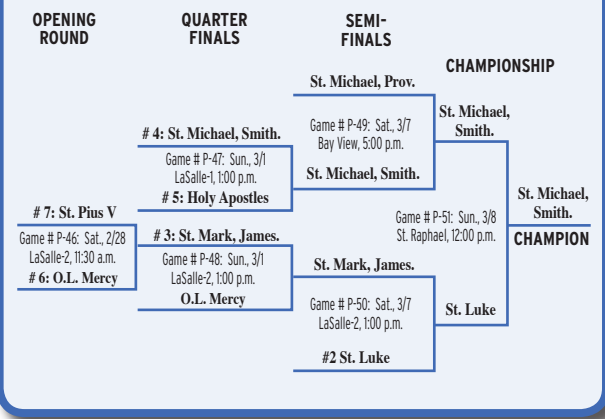 OPENING
ROUND
QUARTER
FINALS
SEMI-
FINALS
CHAMPIONSHIP
# 7: St. Pius V
Game # P-46: Sat., 2/28
LaSalle-2, 11:30 a.m.
# 6: O.L. Mercy
# 4: St. Michael, Smith.
Game # P-47: Sun., 3/1
LaSalle-1, 1:00 p.m.
# 5: Holy Apostles
# 3: St. Mark, James.
Game # P-48: Sun., 3/1
LaSalle-2, 1:00 p.m.
O.L. Mercy
St. Michael, Prov.
Game # P-49: Sat., 3/7
Bay View, 5:00 p.m.
St. Michael, Smith.
St. Mark, James.
Game # P-50: Sat., 3/7
LaSalle-2, 1:00 p.m.
#2 St. Luke
St. Michael,
Smith.
Game # P-51: Sun., 3/8
St. Raphael, 12:00 p.m.
St. Luke
St. Michael,
Smith.
CHAMPION